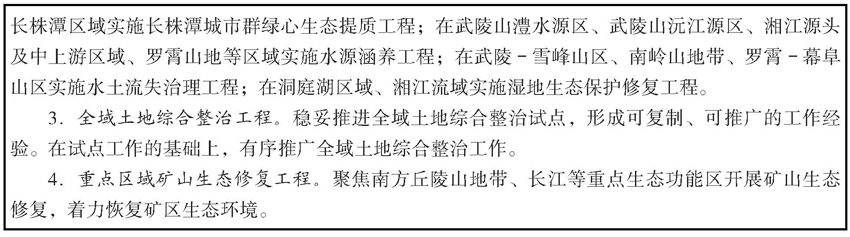 长株潭区域实施长株潭城市群绿心生态提质工程；在武陵山澧水源区、武陵山沅江源区、湘江源头
及中上游区域、罗霄山地等区域实施水源涵养工程；在武陵－雪峰山区、南岭山地带、罗霄－幕阜
山区实施水土流失治理工程；在洞庭湖区域、湘江流域实施湿地生态保护修复工程。
3. 全域土地综合整治工程。稳妥推进全域土地综合整治试点，形成可复制、可推广的工作经
验。在试点工作的基础上，有序推广全域土地综合整治工作。
4. 重点区域矿山生态修复工程。聚焦南方丘陵山地带、长江等重点生态功能区开展矿山生态
修复，着力恢复矿区生态环境。